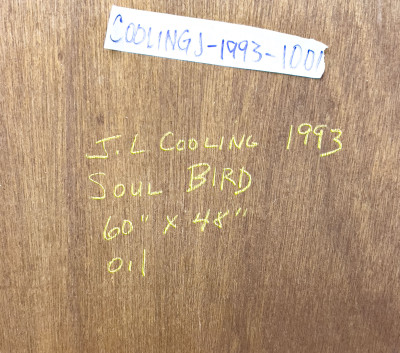 COOLINGJ-1993-1001
J.L COOLING 1993
SOUL BIRD
60" X 48"
oil